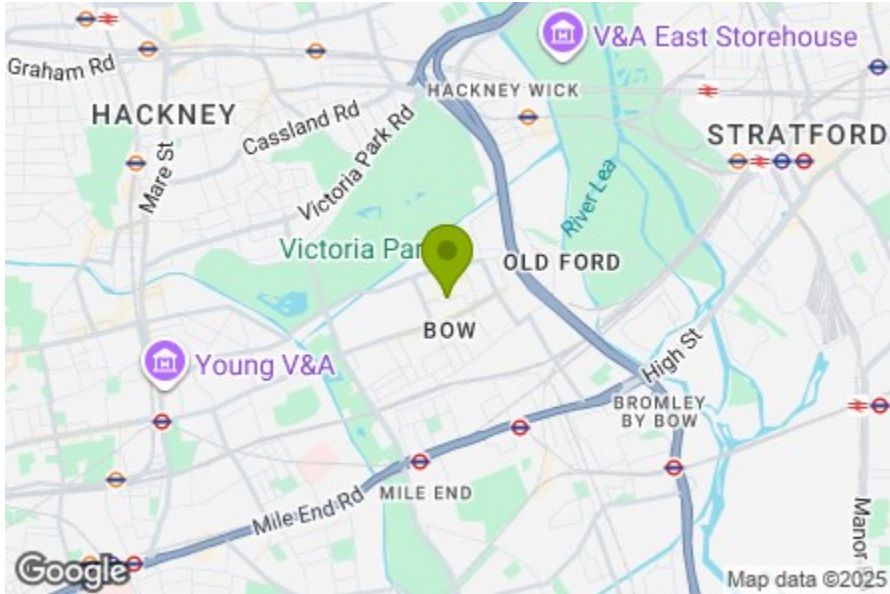 V&A East Storehouse
Graham Rd
HACKNEY WICK
HACKNEY
Cassland Rd
STRATFORD
Mare St
Victoria Park Rd
River Lea
Victoria Par
OLD FORD
BOW
High St
Young V&A
BROMLEY
BY BOW
MILE END
Mile End Rd
Manor
Google
Map data ©2025